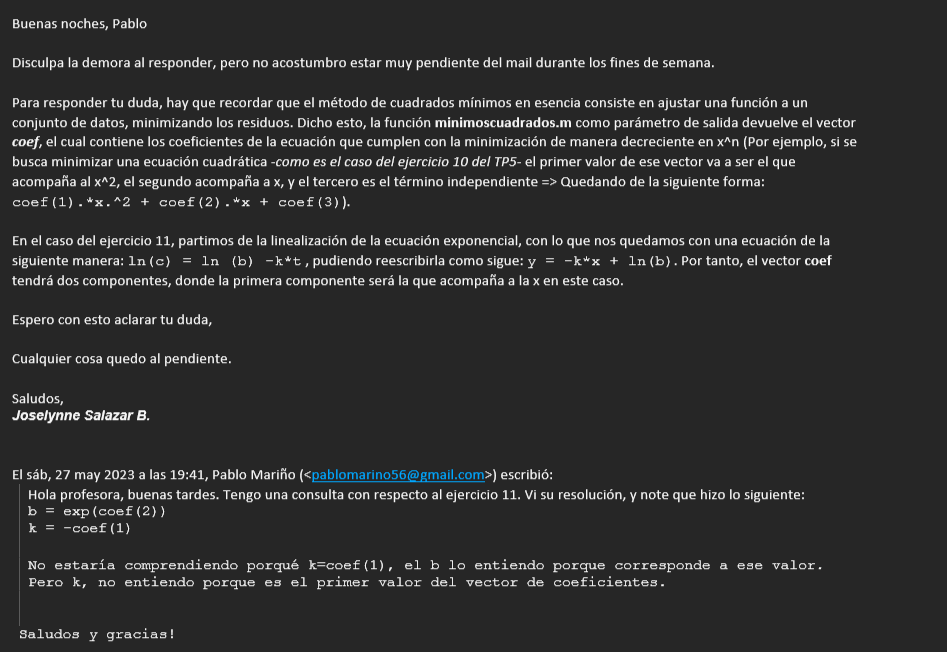 Buenas noches, Pablo
Disculpa la demora al responder, pero no acostumbro estar muy pendiente del mail durante los fines de semana.
Para responder tu duda, hay que recordar que el método de cuadrados mínimos en esencia consiste en ajustar una función a un
conjunto de datos, minimizando los residuos. Dicho esto, la función minimoscuadrados.m como parámetro de salida devuelve el vector
coef, el cual contiene los coeficientes de la ecuación que cumplen con la minimización de manera decreciente en x^n (Por ejemplo, si se
busca minimizar una ecuación cuadrática -como es el caso del ejercicio 10 del TP5- el primer valor de ese vector va a ser el que
acompaña al x^2, el segundo acompaña a x, y el tercero es el término independiente => Quedando de la siguiente forma:
coef(1).*x.^2 + coef(2).*x + coef(3)).
En el caso del ejercicio 11, partimos de la linealización de la ecuación exponencial, con lo que nos quedamos con una ecuación de la
siguiente manera: ln(c) = ln (b) -k*t, pudiendo reescribirla como sigue: y = -k*x + ln(b). Por tanto, el vector coef
tendrá dos componentes, donde la primera componente será la que acompaña a la x en este caso.
Espero con esto aclarar tu duda,
Cualquier cosa quedo al pendiente.
Saludos,
Joselynne Salazar B.
El sáb, 27 may 2023 a las 19:41, Pablo Mariño (<pablomarino56@gmail.com>) escribió:
Hola profesora, buenas tardes. Tengo una consulta con respecto al ejercicio 11. Vi su resolución, y note que hizo lo siguiente:
b = exp(coef(2))
k = -coef(1)
No estaría comprendiendo porqué k=coef(1), el b lo entiendo porque corresponde a ese valor.
Pero k, no entiendo porque es el primer valor del vector de coeficientes.
Saludos y gracias!